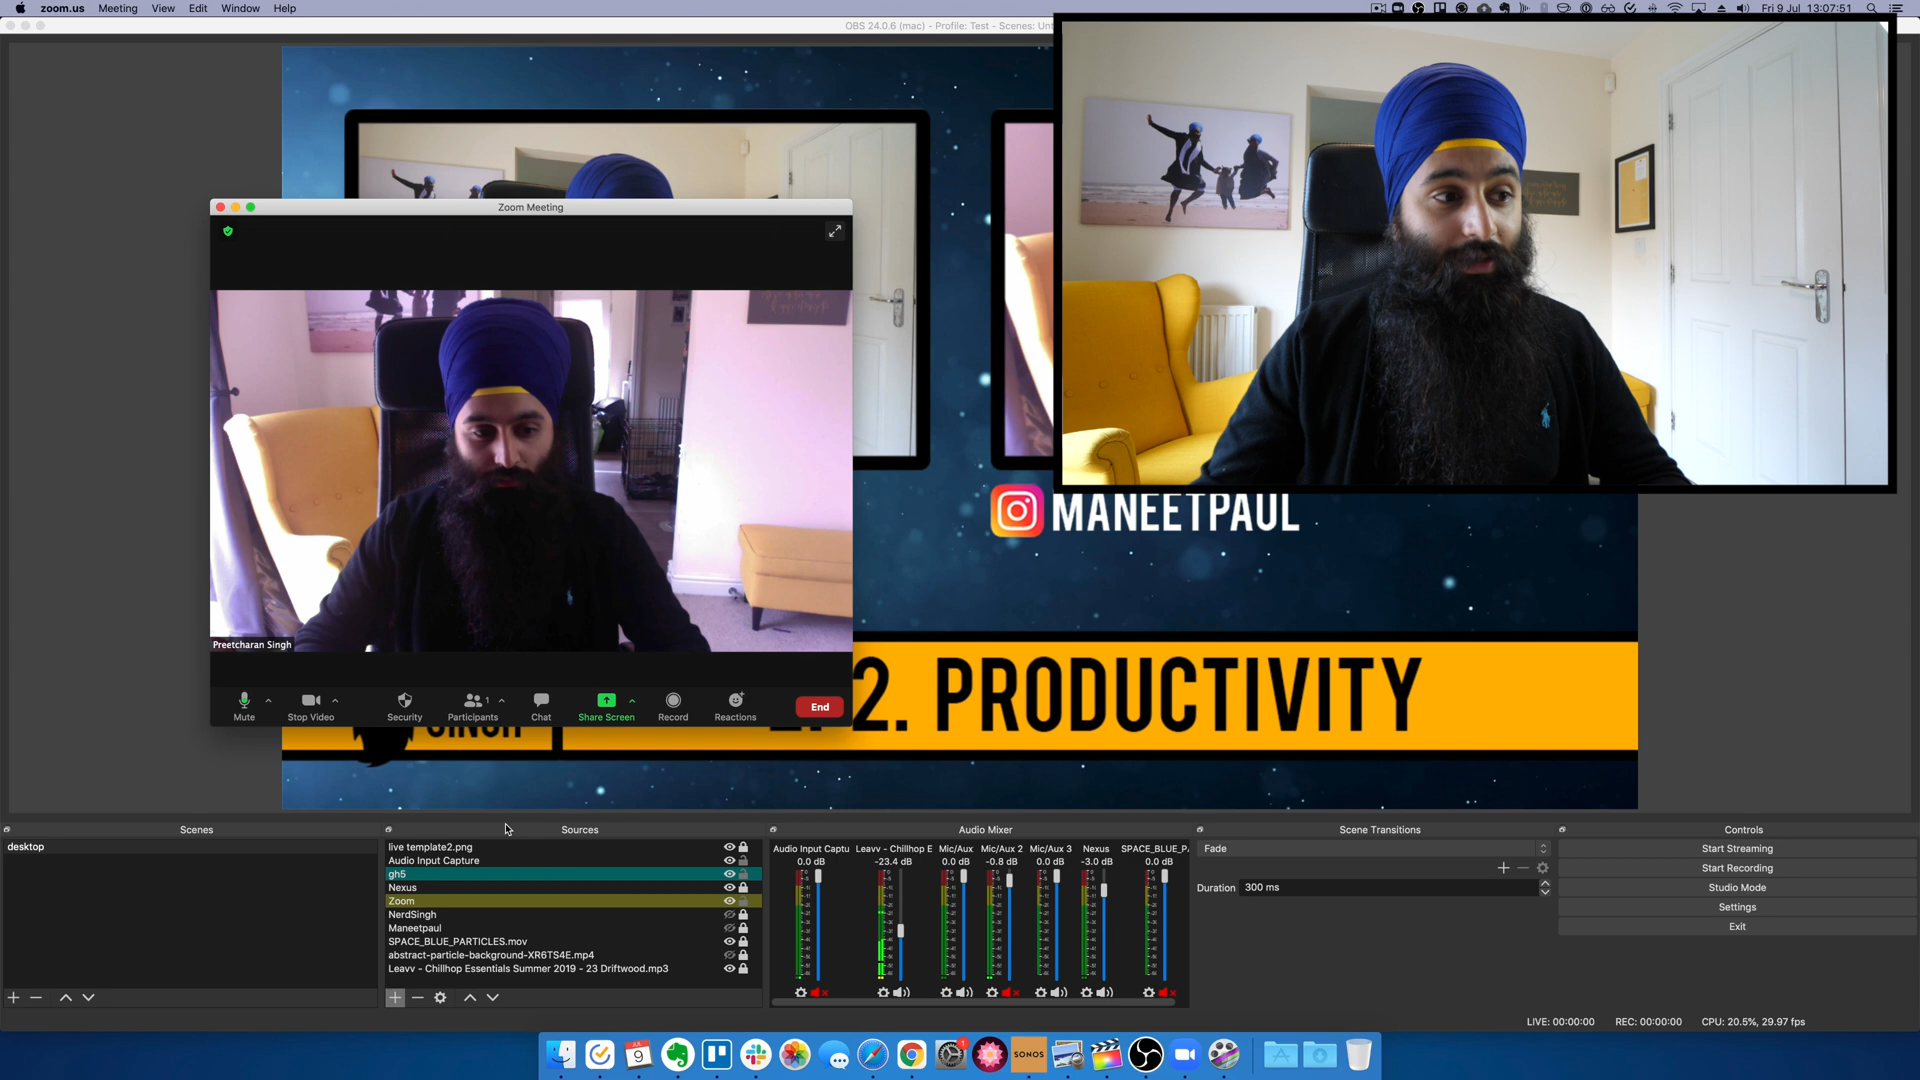 zoom.us Meeting View Edit Window Help
Fri 9 Jul 13:07:51
OBS 24.0.6 (mac) - Profile: Test - Scenes: Un
Zoom Meeting
MANEETPAUL
Preetcharan Singh
Mute
Stop Video
Security
1
Participants
Chat
Share Screen
Record
Reactions
End
2. PRODUCTIVITY
SINGH
Scenes
desktop
Sources
live template2.png
Audio Input Capture
gh5
Nexus
Zoom
NerdSingh
Maneetpaul
SPACE_BLUE_PARTICLES.mov
abstract-particle-background-XR6TS4E.mp4
Leavv - Chillhop Essentials Summer 2019 - 23 Driftwood.mp3
Audio Mixer
Audio Input Captu Leavv - Chillhop E Mic/Aux Mic/Aux 2 Mic/Aux 3 Nexus SPACE_BLUE_P
0.0 dB -23.4 dB 0.0 dB -0.8 dB 0.0 dB -3.0 dB 0.0 dB
Scene Transitions
Fade
Duration 300 ms
Controls
Start Streaming
Start Recording
Studio Mode
Settings
Exit
LIVE: 00:00:00 REC: 00:00:00 CPU: 20.5%, 29.97 fps
JUL
9
1
SONOS